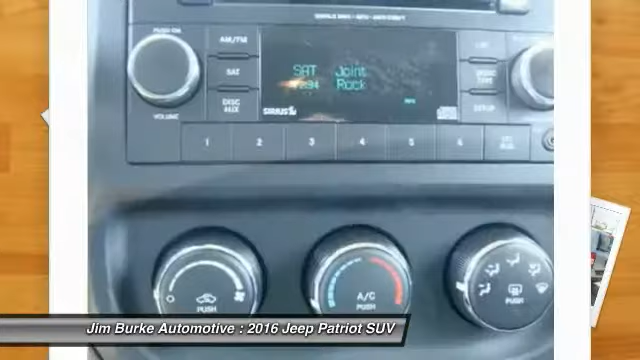 PUSH ON
AM/FM
SAT
DISC
AUX
VOLUME
SAT Joint
Rock
SIRIUS
SETUP
1 2 3 4 5 6
A/C
PUSH PUSH PUSH
Jim Burke Automotive : 2016 Jeep Patriot SUV